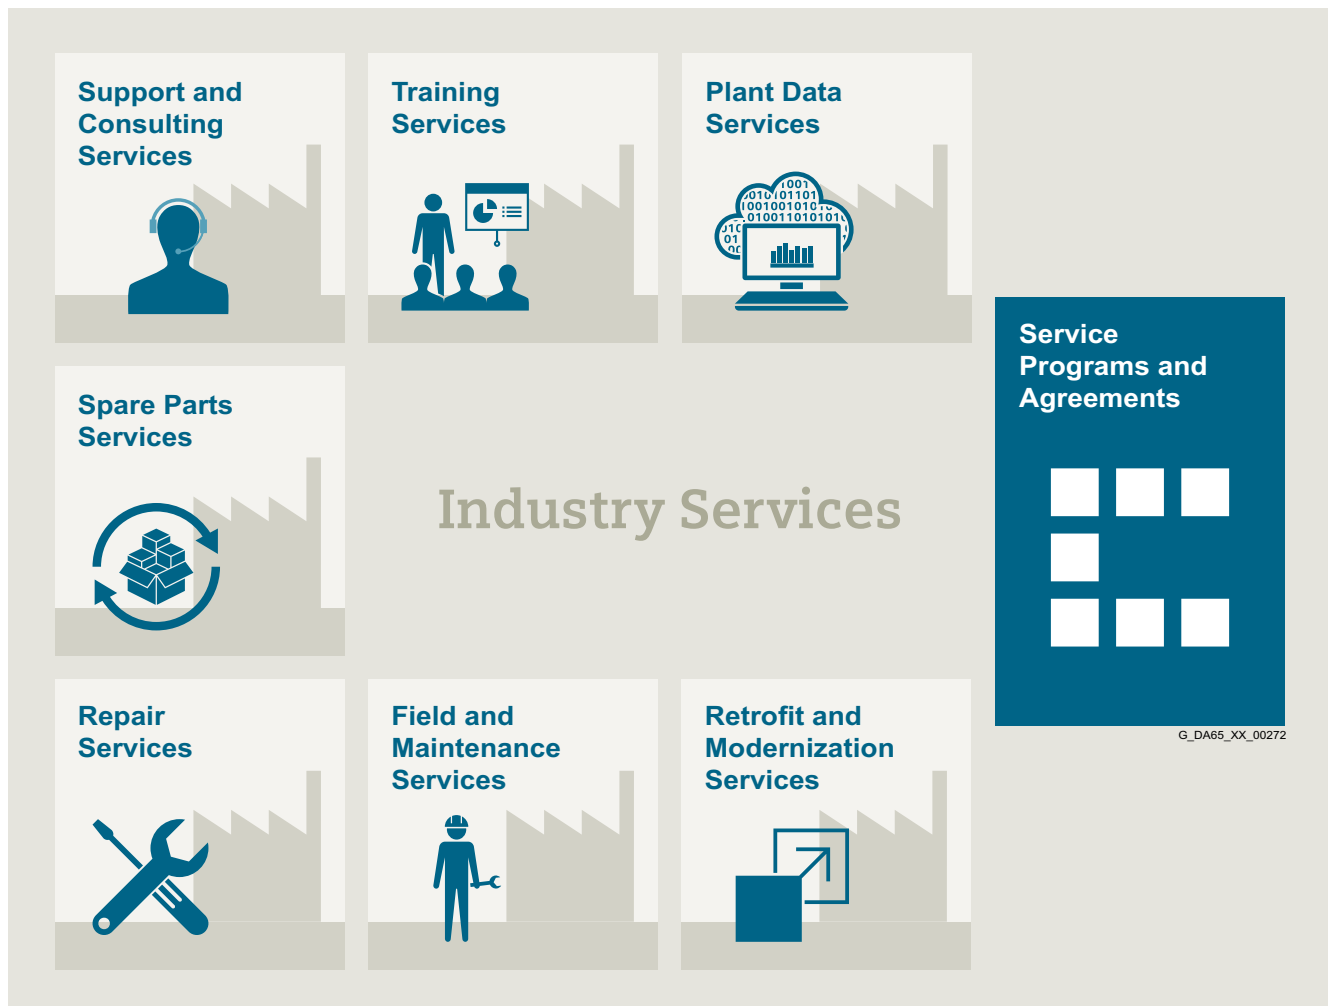 Support and
Consulting
Services
Training
Services
Plant Data
Services
Service
Programs and
Agreements
Spare Parts
Services
Industry Services
Repair
Services
Field and
Maintenance
Services
Retrofit and
Modernization
Services
G_DA65_XX_00272